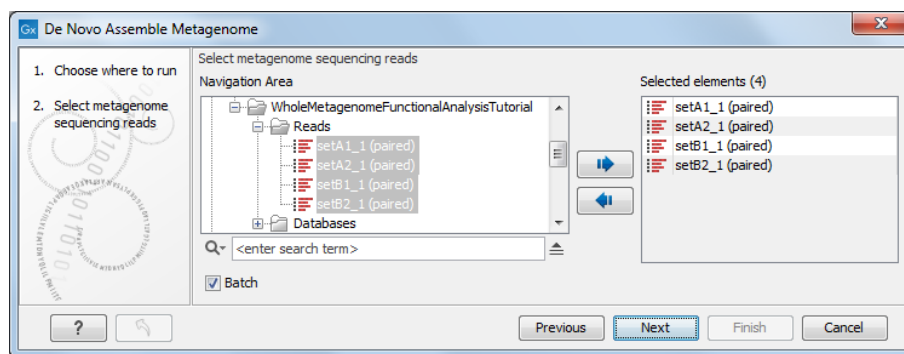 Gx De Novo Assemble Metagenome
1. Choose where to run
2. Select metagenome
sequencing reads
Select metagenome sequencing reads
Navigation Area
WholeMetagenomeFunctionalAnalysisTutorial
Reads
setA1_1 (paired)
setA2_1 (paired)
setB1_1 (paired)
setB2_1 (paired)
Databases
<enter search term>
Batch
Selected elements (4)
setA1_1 (paired)
setA2_1 (paired)
setB1_1 (paired)
setB2_1 (paired)
?
Previous
Next
Finish
Cancel